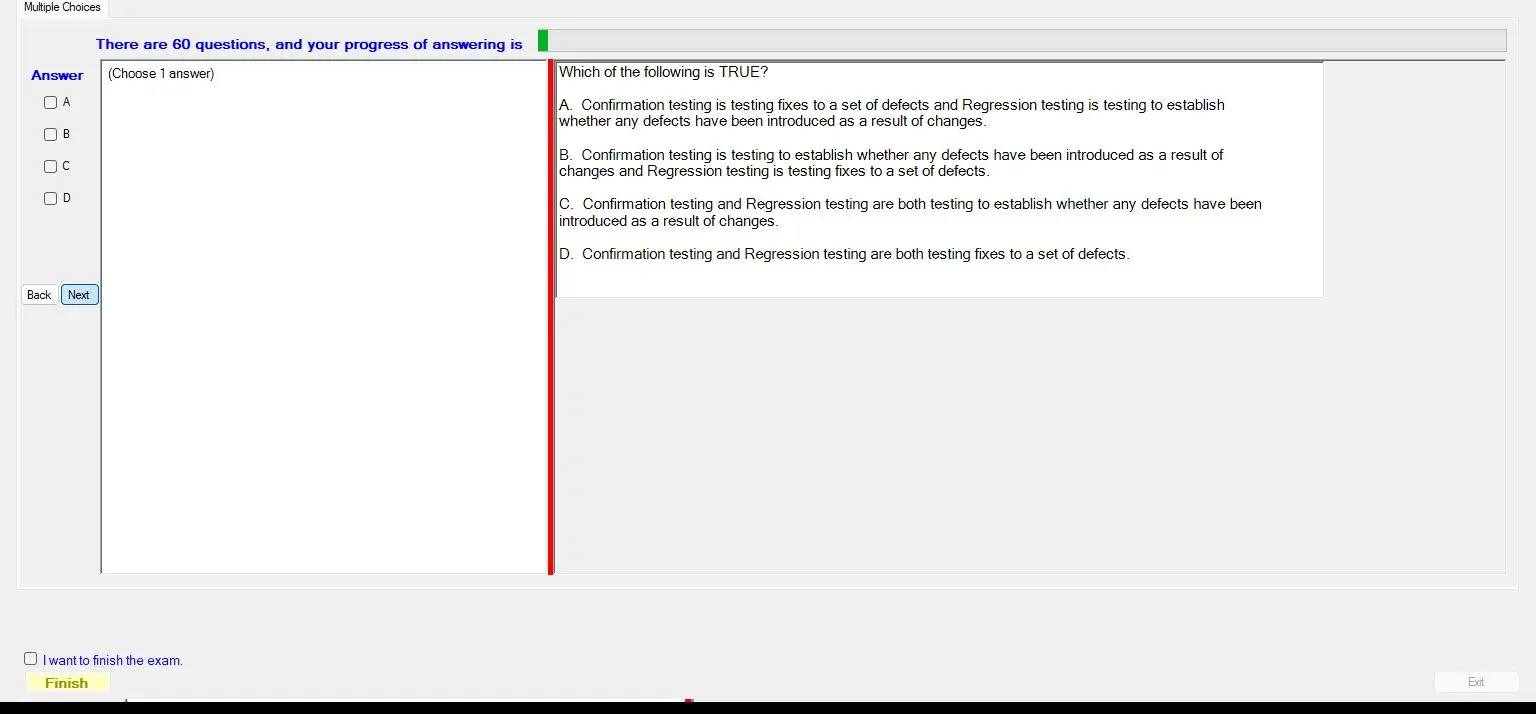 Multiple Choices
There are 60 questions, and your progress of answering is
Answer
(Choose 1 answer)
A
B
C
D
Back Next
Which of the following is TRUE?
A. Confirmation testing is testing fixes to a set of defects and Regression testing is testing to establish
whether any defects have been introduced as a result of changes.
B. Confirmation testing is testing to establish whether any defects have been introduced as a result of
changes and Regression testing is testing fixes to a set of defects.
C. Confirmation testing and Regression testing are both testing to establish whether any defects have been
introduced as a result of changes.
D. Confirmation testing and Regression testing are both testing fixes to a set of defects.
I want to finish the exam.
Finish
Exit